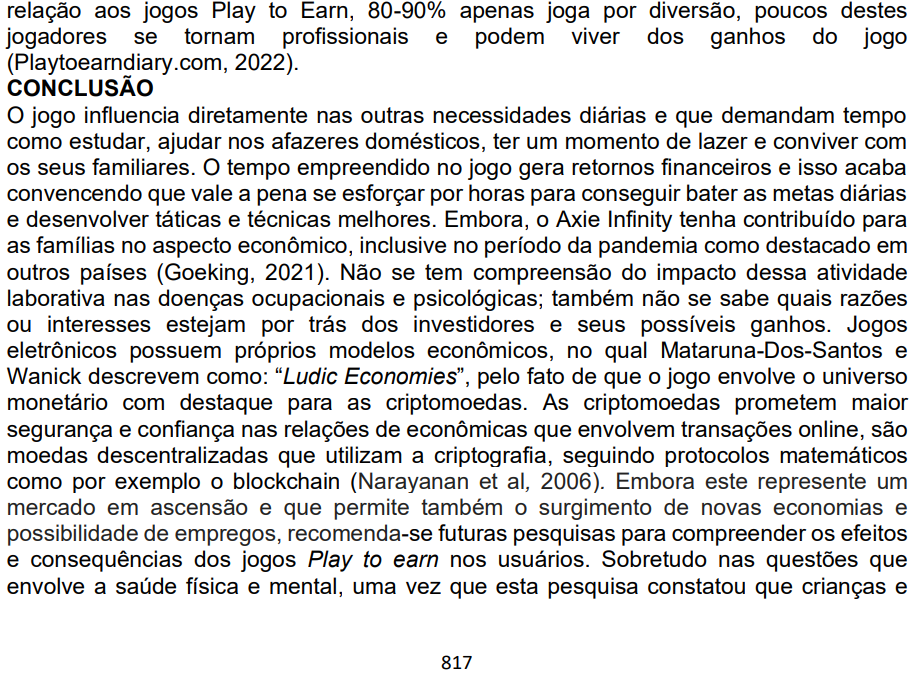 relação aos jogos Play to Earn, 80-90% apenas joga por diversão, poucos destes
jogadores se tornam profissionais e podem viver dos ganhos do jogo
(Playtoearndiary.com, 2022).
CONCLUSÃO
O jogo influencia diretamente nas outras necessidades diárias e que demandam tempo
como estudar, ajudar nos afazeres domésticos, ter um momento de lazer e conviver com
os seus familiares. O tempo empreendido no jogo gera retornos financeiros e isso acaba
convencendo que vale a pena se esforçar por horas para conseguir bater as metas diárias
e desenvolver táticas e técnicas melhores. Embora, o Axie Infinity tenha contribuído para
as famílias no aspecto econômico, inclusive no período da pandemia como destacado em
outros países (Goeking, 2021). Não se tem compreensão do impacto dessa atividade
laborativa nas doenças ocupacionais e psicológicas; também não se sabe quais razões
ou interesses estejam por trás dos investidores e seus possíveis ganhos. Jogos
eletrônicos possuem próprios modelos econômicos, no qual Mataruna-Dos-Santos e
Wanick descrevem como: “Ludic Economies”, pelo fato de que o jogo envolve o universo
monetário com destaque para as criptomoedas. As criptomoedas prometem maior
segurança e confiança nas relações de econômicas que envolvem transações online, são
moedas descentralizadas que utilizam a criptografia, seguindo protocolos matemáticos
como por exemplo o blockchain (Narayanan et al, 2006). Embora este represente um
mercado em ascensão e que permite também o surgimento de novas economias e
possibilidade de empregos, recomenda-se futuras pesquisas para compreender os efeitos
e consequências dos jogos Play to earn nos usuários. Sobretudo nas questões que
envolve a saúde física e mental, uma vez que esta pesquisa constatou que crianças e
817